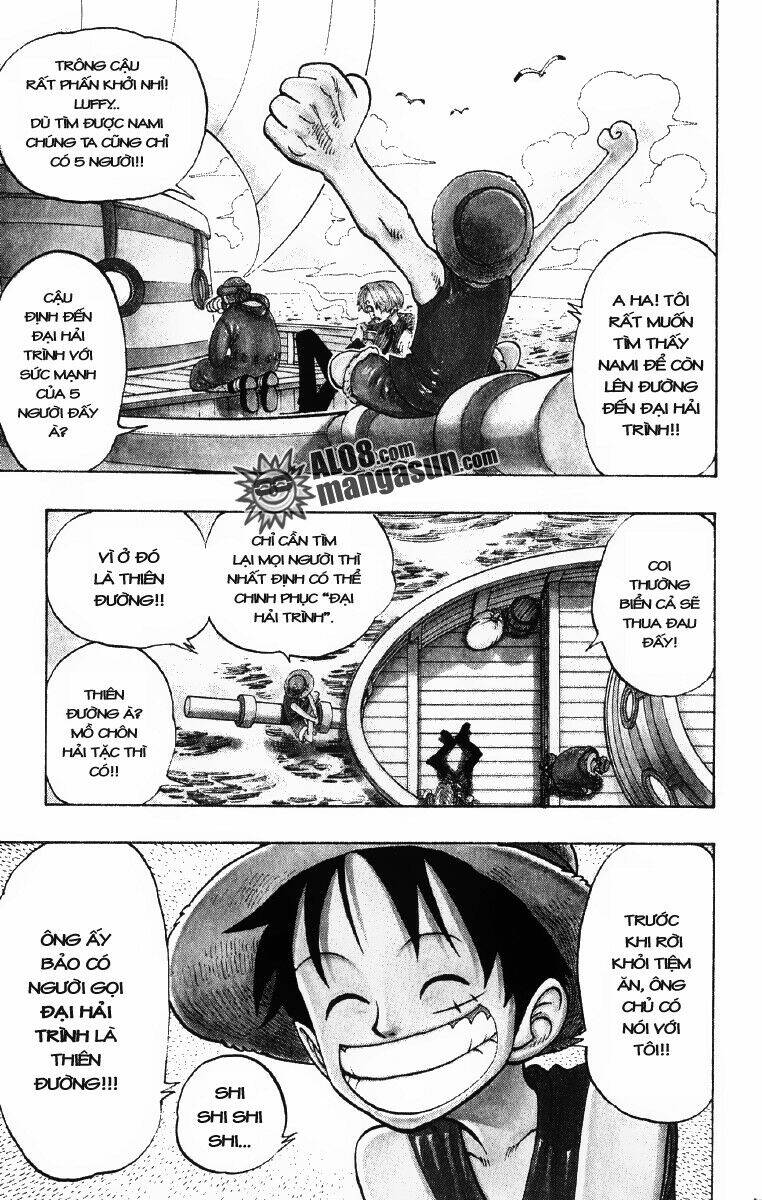 A HA! TÔI
RẤT MUỐN
TÌM THẤY
NAMI ĐỂ CÒN
LÊN ĐƯỜNG
ĐẾN ĐẠI HẢI
TRÌNH!!
TRÔNG CẬU
RẤT PHẤN KHỞI NHỈ!
LUFFY..
DÙ TÌM ĐƯỢC NAMI
CHÚNG TA CŨNG CHỈ
CÓ 5 NGƯỜI!!
CẬU
ĐỊNH ĐẾN
ĐẠI HẢI
TRÌNH VỚI
SỨC MẠNH
CỦA 5
NGƯỜI ĐẤY
À?
AL08.com
mangasun.com
COI
THƯỜNG
BIỂN CẢ SẼ
THUA ĐAU
ĐẤY!
CHỈ CẦN TÌM
LẠI MỌI NGƯỜI THÌ
NHẤT ĐỊNH CÓ THỂ
CHINH PHỤC “ĐẠI
HẢI TRÌNH”.
VÌ Ở ĐÓ
LÀ THIÊN
ĐƯỜNG!!
THIÊN
ĐƯỜNG À?
MỒ CHÔN
HẢI TẶC THÌ
CÓ!!
TRƯỚC
KHI RỜI
KHỎI TIỆM
ĂN, ÔNG
CHỦ CÓ
NÓI VỚI
TÔI!!
ÔNG ẤY
BẢO CÓ
NGƯỜI GỌI
ĐẠI HẢI
TRÌNH LÀ
THIÊN
ĐƯỜNG!!!
SHI
SHI SHI
SHI...